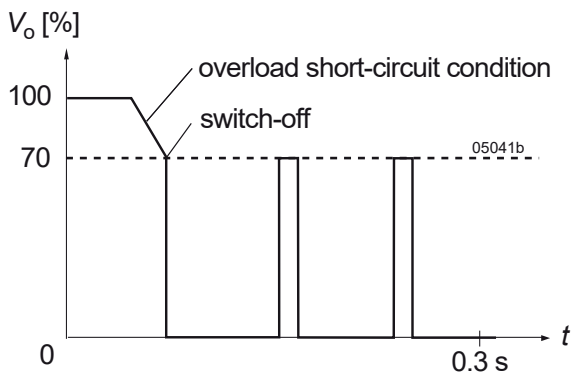 Vo [%]
overload short-circuit condition
100
switch-off
70
05041b
t
0
0.3 s